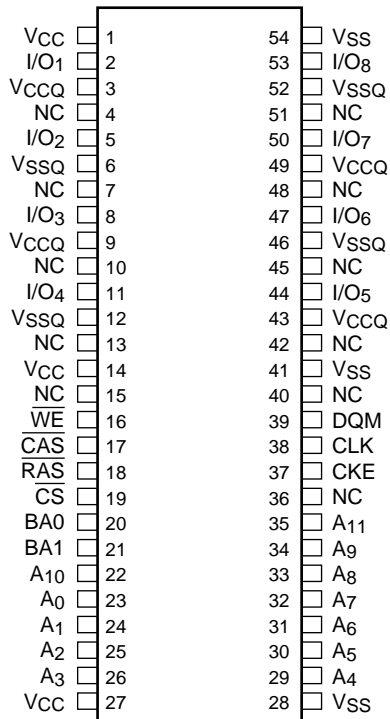 VCC 1 54 VSS
I/O1 2 53 I/O8
VCCQ 3 52 VSSQ
NC 4 51 NC
I/O2 5 50 I/O7
VSSQ 6 49 VCCQ
NC 7 48 NC
I/O3 8 47 I/O6
VCCQ 9 46 VSSQ
NC 10 45 NC
I/O4 11 44 I/O5
VSSQ 12 43 VCCQ
NC 13 42 NC
VCC 14 41 VSS
NC 15 40 NC
W̅E̅ 16 39 DQM
C̅A̅S̅ 17 38 CLK
R̅A̅S̅ 18 37 CKE
C̅S̅ 19 36 NC
BA0 20 35 A11
BA1 21 34 A9
A10 22 33 A8
A0 23 32 A7
A1 24 31 A6
A2 25 30 A5
A3 26 29 A4
VCC 27 28 VSS